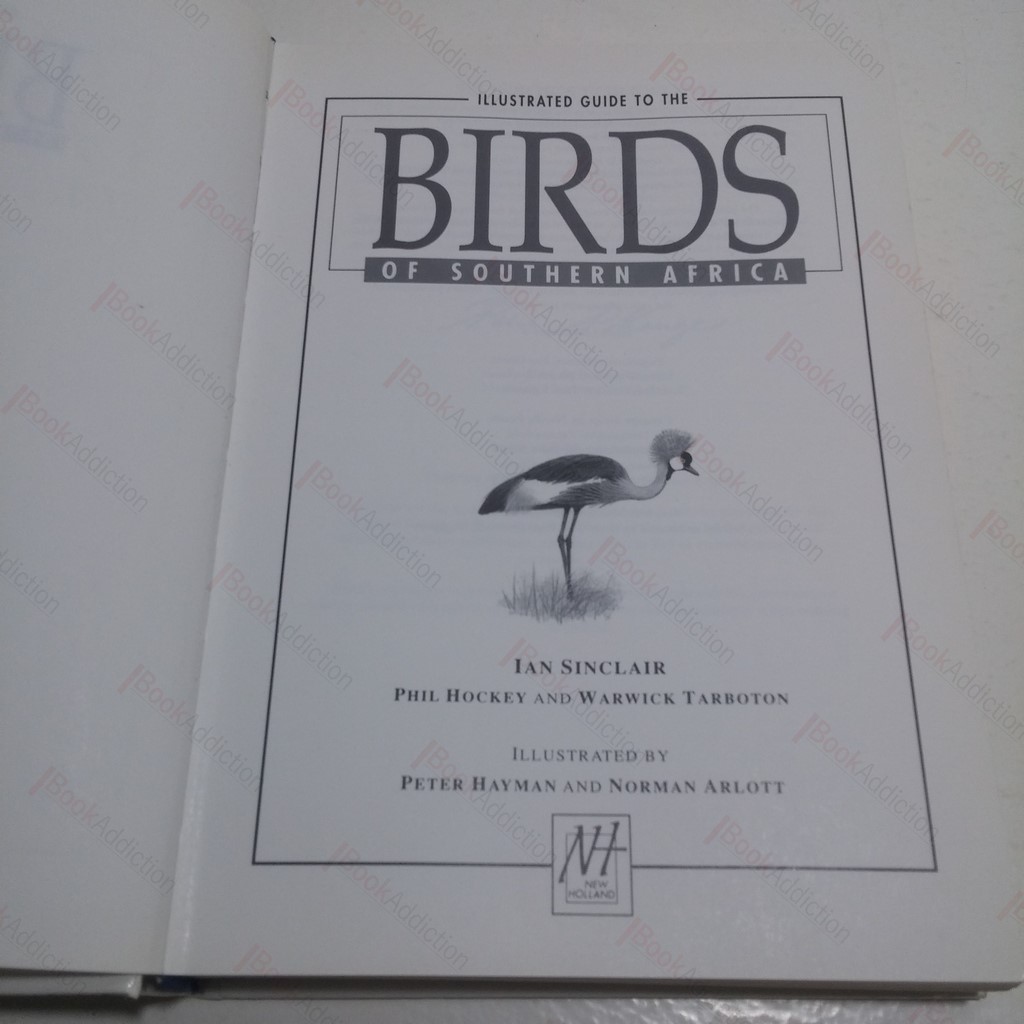 ILLUSTRATED GUIDE TO THE
BIRDS
OF SOUTHERN AFRICA
IAN SINCLAIR
PHIL HOCKEY AND WARWICK TARBOTON
ILLUSTRATED BY
PETER HAYMAN AND NORMAN ARLOTT
NH
NEW
HOLLAND
BookAddiction